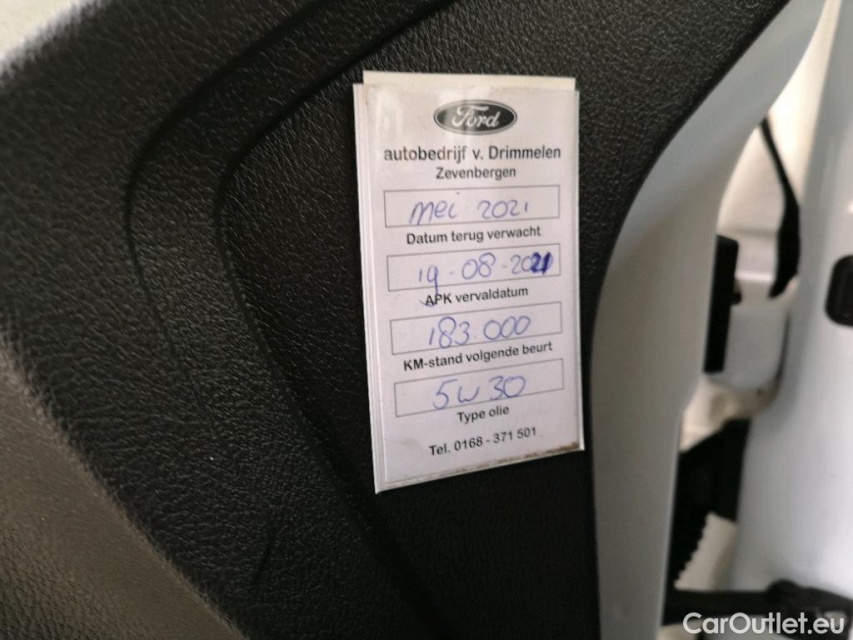 Ford
autobedrijf v. Drimmelen
Zevenbergen
mei 2021
Datum terug verwacht
19-08-2021
APK vervaldatum
183.000
KM-stand volgende beurt
5w30
Type olie
Tel. 0168 - 371 501
CarOutlet.eu